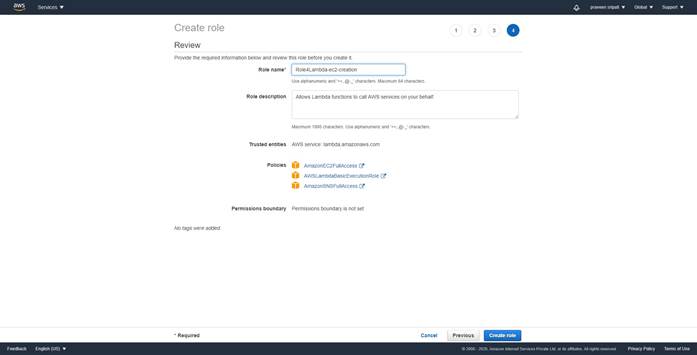 aws Services praveen sripati Global Support
Create role 1 2 3 4
Review
Provide the required information below and review this role before you create it.
Role name* Role4Lambda-ec2-creation
Use alphanumeric and '+=,.@-_' characters. Maximum 64 characters.
Role description Allows Lambda functions to call AWS services on your behalf.
Maximum 1000 characters. Use alphanumeric and '+=,.@-_' characters.
Trusted entities AWS service: lambda.amazonaws.com
Policies AmazonEC2FullAccess
AWSLambdaBasicExecutionRole
AmazonSNSFullAccess
Permissions boundary Permissions boundary is not set
No tags were added.
* Required Cancel Previous Create role
Feedback English (US) © 2008 - 2020, Amazon Internet Services Private Ltd. or its affiliates. All rights reserved. Privacy Policy Terms of Use